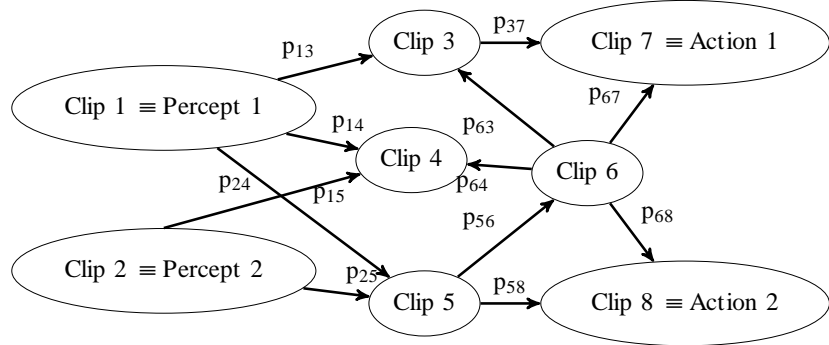 Clip 3
p₃₇
Clip 7 ≡ Action 1
p₁₃
Clip 1 ≡ Percept 1
p₁₄
p₆₃
p₆₇
Clip 4
p₂₄
p₁₅
p₆₄
Clip 6
p₅₆
p₆₈
Clip 2 ≡ Percept 2
p₂₅
Clip 5
p₅₈
Clip 8 ≡ Action 2